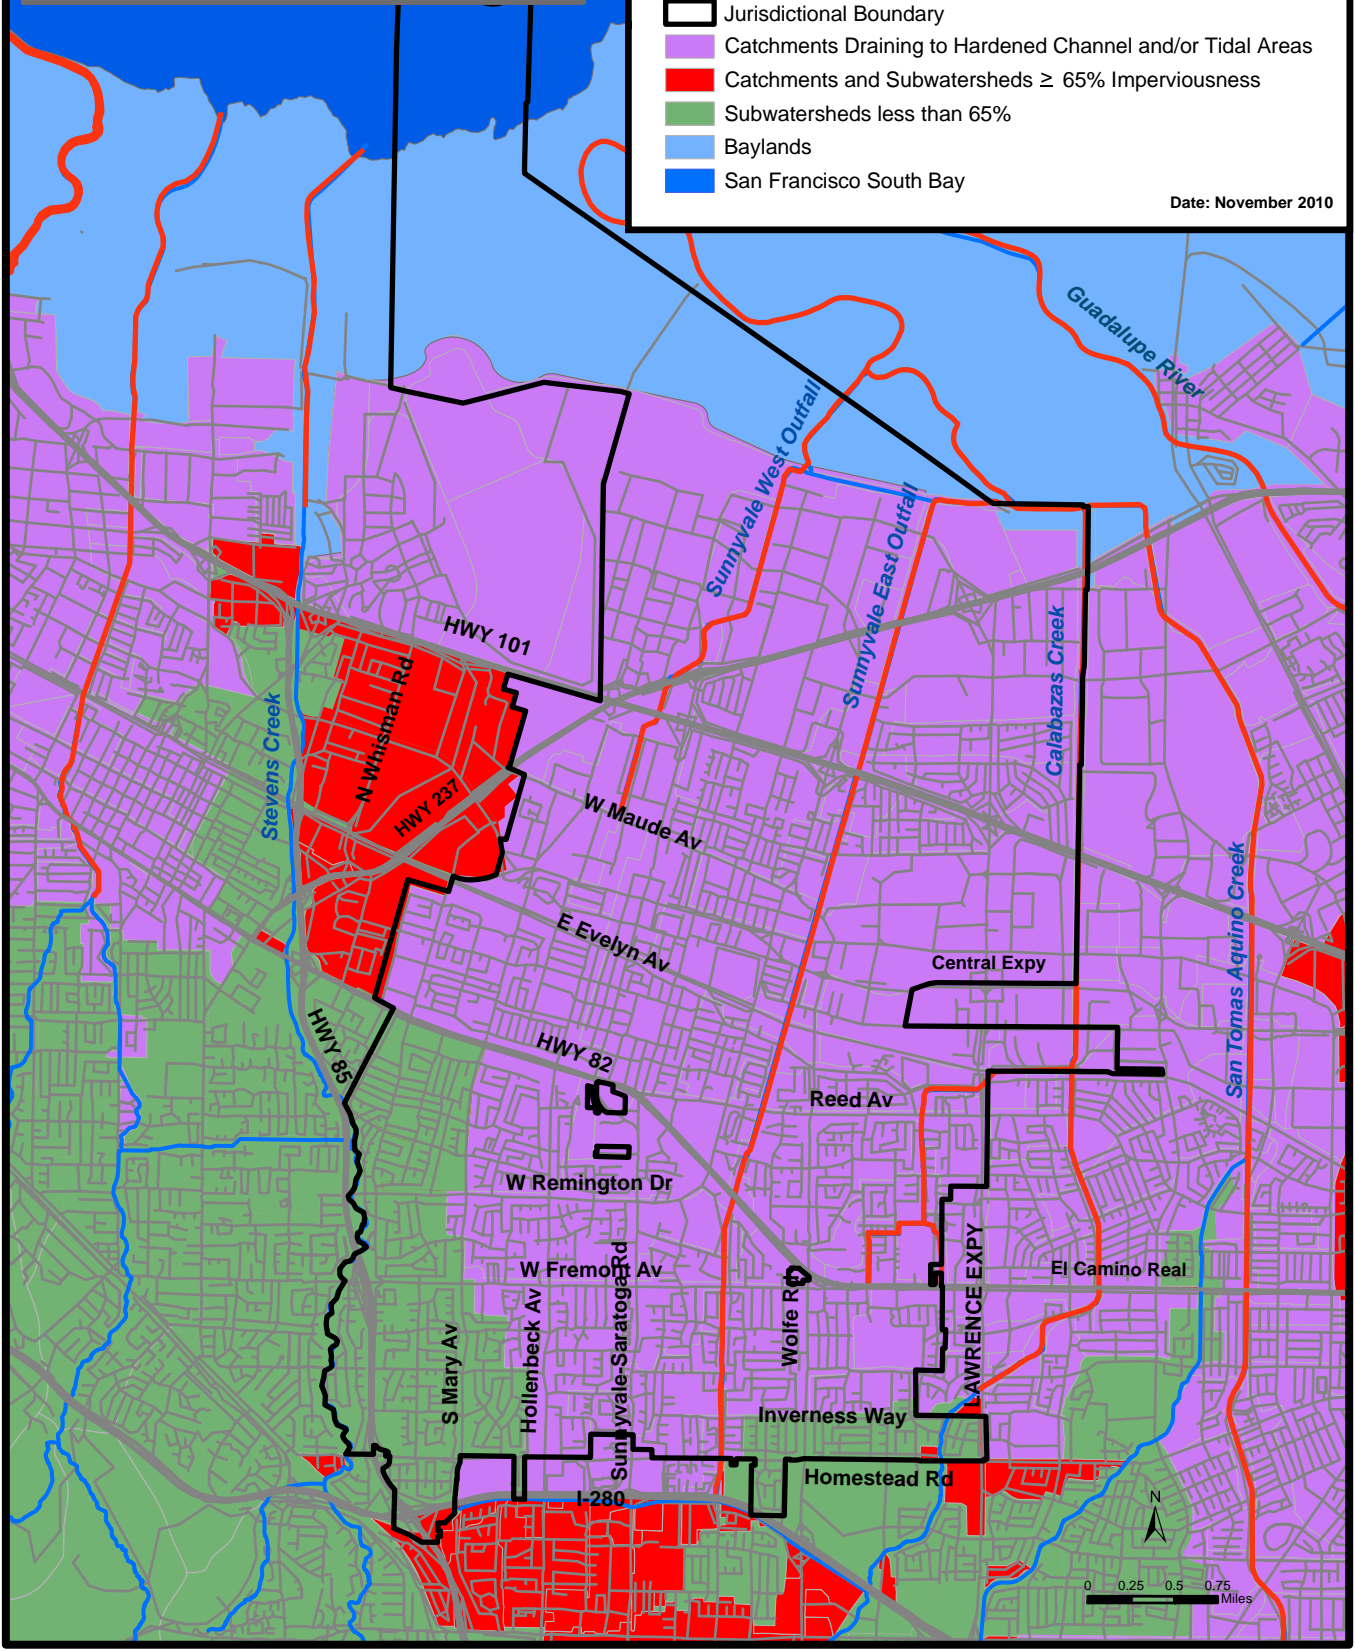 Jurisdictional Boundary
Catchments Draining to Hardened Channel and/or Tidal Areas
Catchments and Subwatersheds ≥ 65% Imperviousness
Subwatersheds less than 65%
Baylands
San Francisco South Bay
Date: November 2010
Guadalupe River
Sunnyvale West Outfall
Sunnyvale East Outfall
HWY 101
Calabazas Creek
N Whisman Rd
Stevens Creek
HWY 237
W Maude Av
San Tomas Aquino Creek
E Evelyn Av
Central Expy
HWY 85
HWY 82
Reed Av
W Remington Dr
W Fremont Av
El Camino Real
LAWRENCE EXPY
Wolfe Rd
Sunnyvale-Saratoga Rd
Hollenbeck Av
S Mary Av
Inverness Way
Homestead Rd
I-280
N
0 0.25 0.5 0.75
Miles